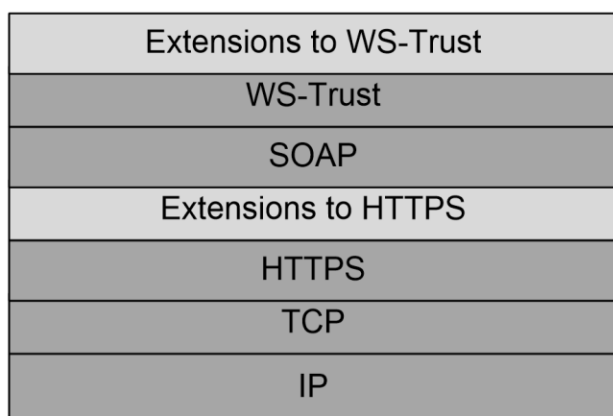 Extensions to WS-Trust
WS-Trust
SOAP
Extensions to HTTPS
HTTPS
TCP
IP